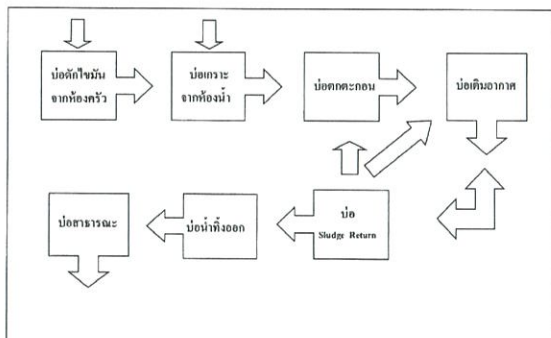 บ่อดักไขมัน
จากห้องครัว
บ่อเกราะ
จากห้องน้ำ
บ่อตกตะกอน
บ่อเติมอากาศ
บ่อสาธารณะ
บ่อน้ำทิ้งออก
บ่อ
Sludge Return